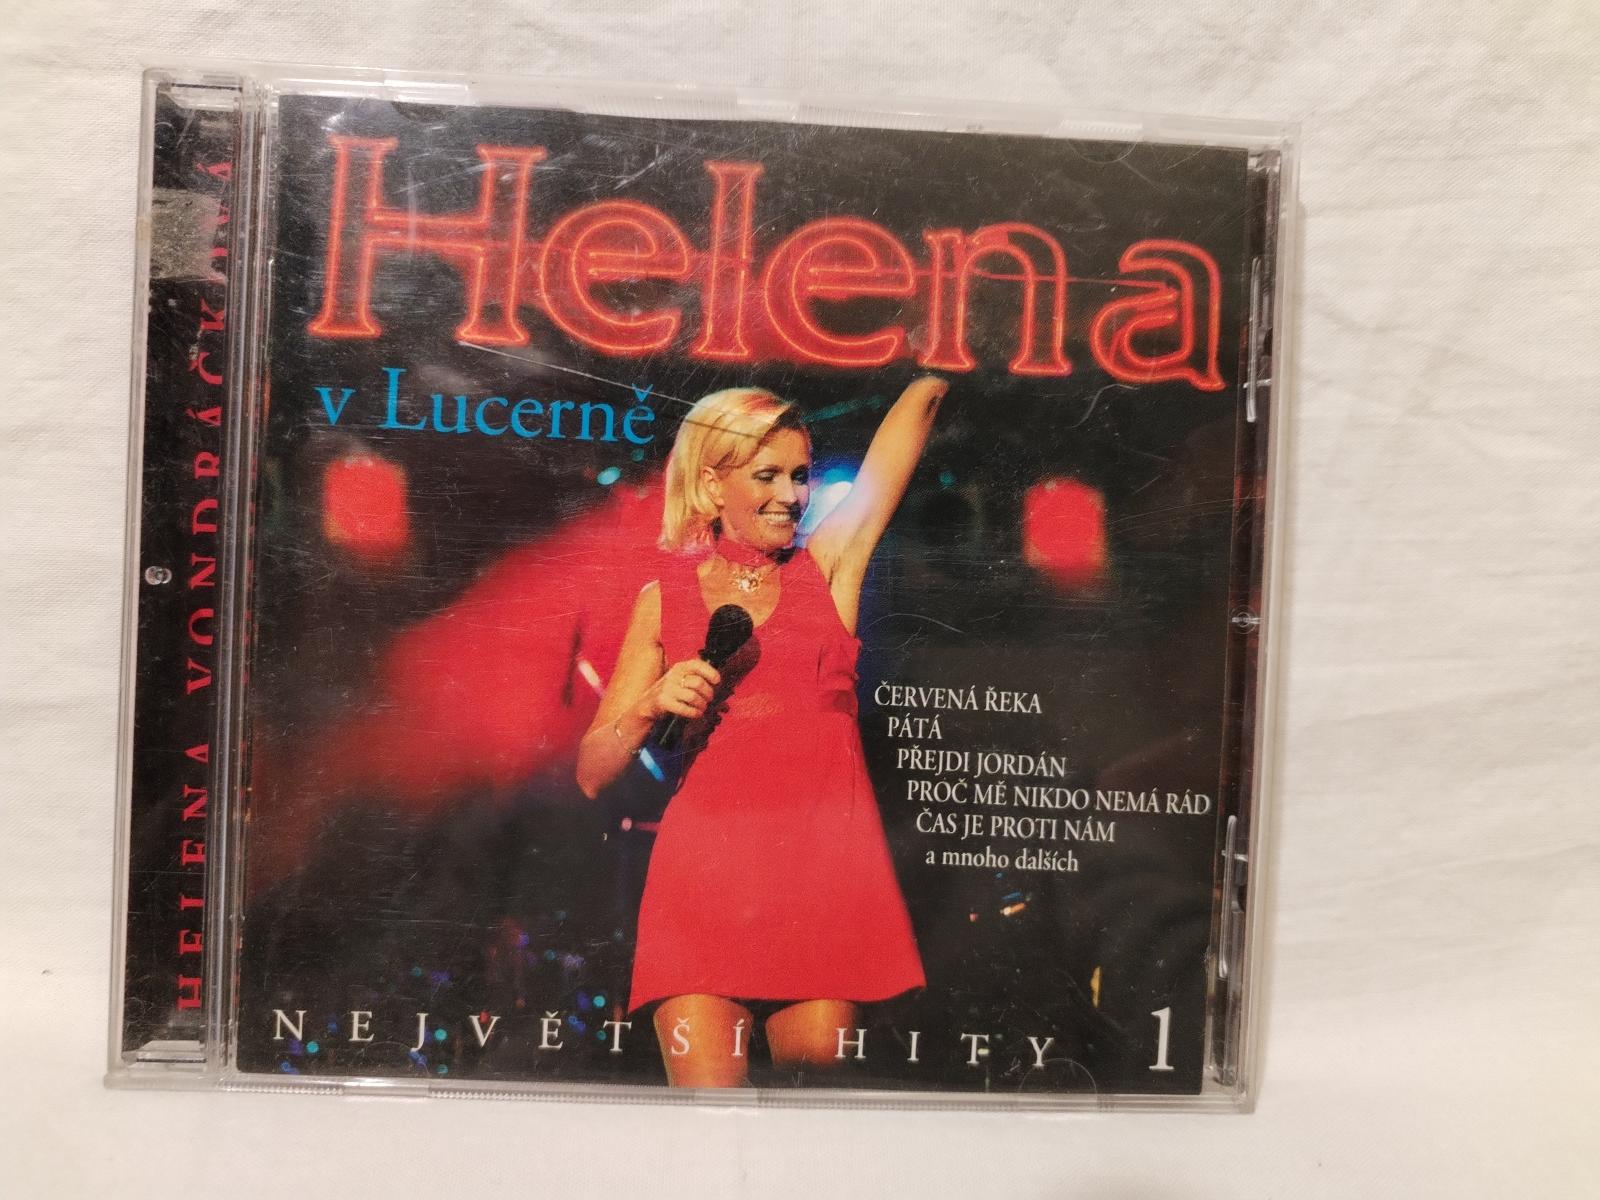 HELENA VONDRÁČKOVÁ
Helena
v Lucerně
ČERVENÁ ŘEKA
PÁTÁ
PŘEJDI JORDÁN
PROČ MĚ NIKDO NEMÁ RÁD
ČAS JE PROTI NÁM
a mnoho dalších
NEJVĚTŠÍ HITY 1